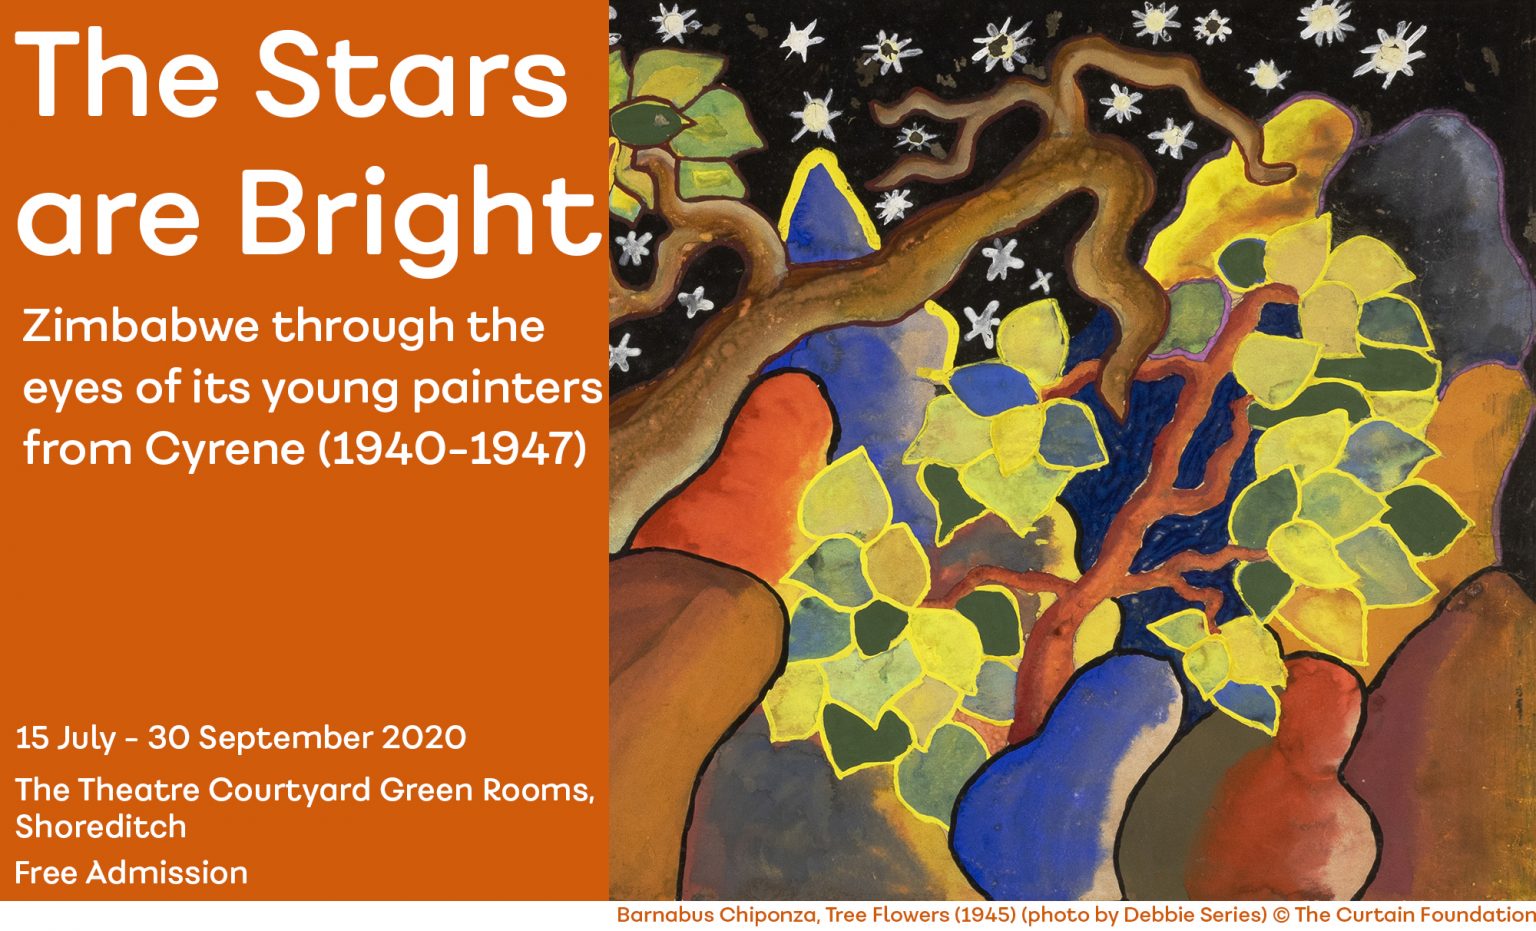 The Stars
are Bright
Zimbabwe through the
eyes of its young painters
from Cyrene (1940-1947)
15 July - 30 September 2020
The Theatre Courtyard Green Rooms,
Shoreditch
Free Admission
Barnabus Chiponza, Tree Flowers (1945) (photo by Debbie Series) © The Curtain Foundation